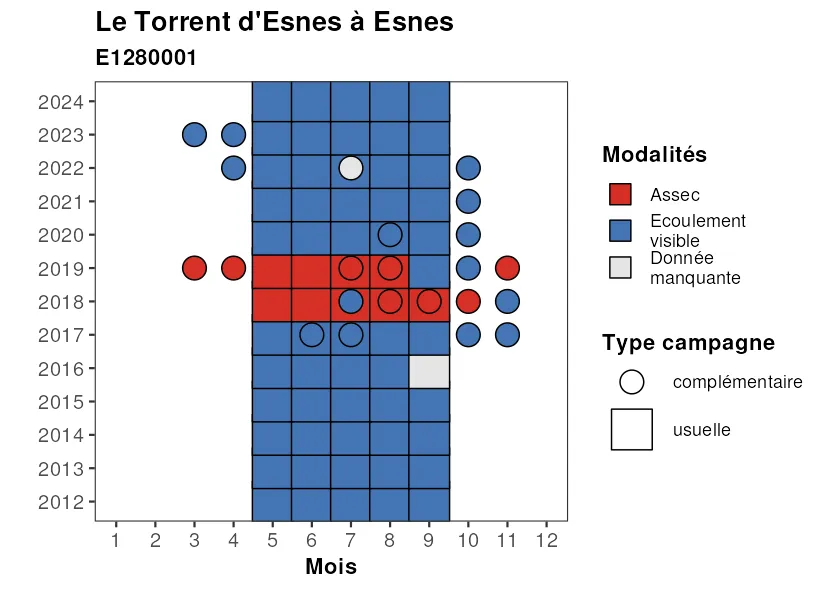 Le Torrent d'Esnes à Esnes
E1280001
2024
2023
2022
2021
2020
2019
2018
2017
2016
2015
2014
2013
2012
1 2 3 4 5 6 7 8 9 10 11 12
Mois
Modalités
Assec
Ecoulement
visible
Donnée
manquante
Type campagne
complémentaire
usuelle